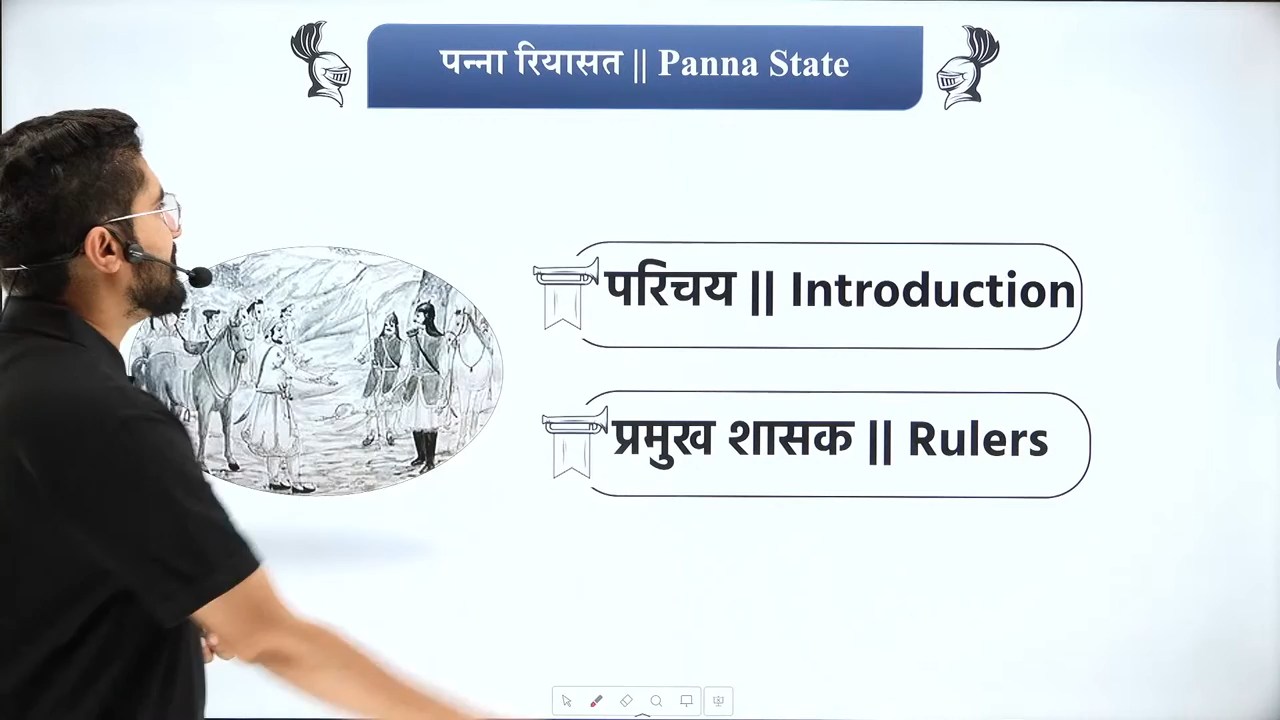 पन्ना रियासत || Panna State
परिचय || Introduction
प्रमुख शासक || Rulers